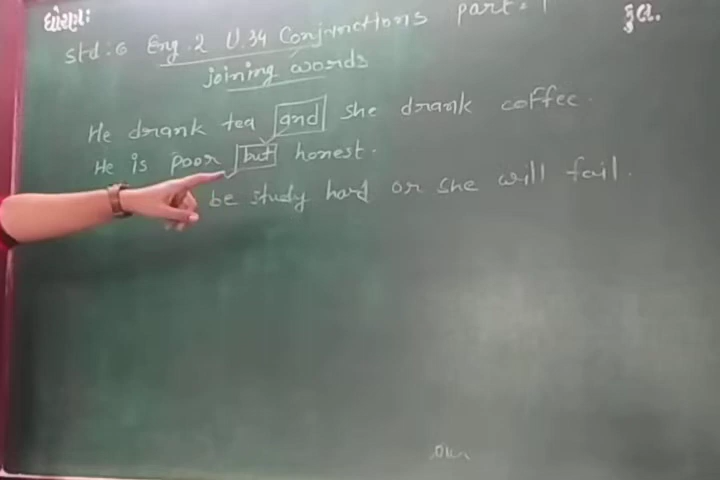 ધોરણઃ
કુલ.
Std:6 Eng.2 U.34 Conjunctions part-1
joining words
He drank tea and she drank coffee.
He is poor but honest.
be study hard or she will fail.